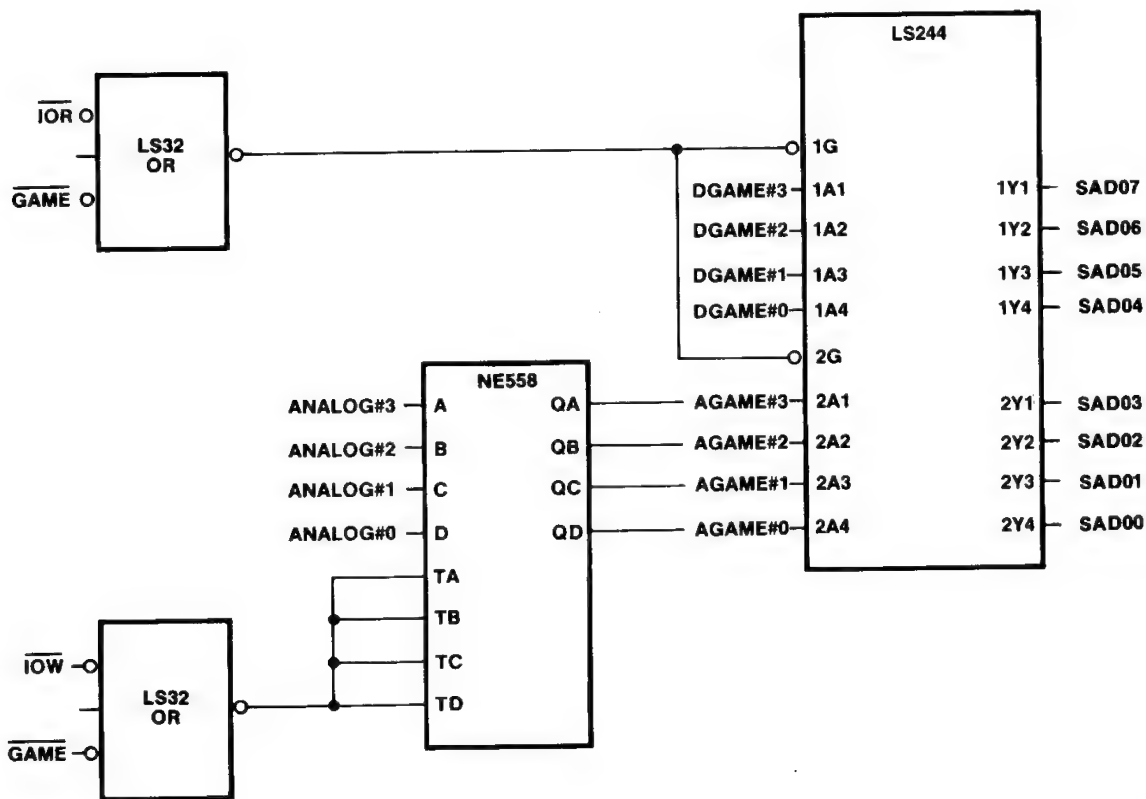 LS244
IOR
LS32
OR
GAME
1G
DGAME#3 1A1 1Y1 SAD07
DGAME#2 1A2 1Y2 SAD06
DGAME#1 1A3 1Y3 SAD05
DGAME#0 1A4 1Y4 SAD04
2G
NE558
ANALOG#3 A QA AGAME#3 2A1 2Y1 SAD03
ANALOG#2 B QB AGAME#2 2A2 2Y2 SAD02
ANALOG#1 C QC AGAME#1 2A3 2Y3 SAD01
ANALOG#0 D QD AGAME#0 2A4 2Y4 SAD00
TA
TB
TC
TD
IOW
LS32
OR
GAME